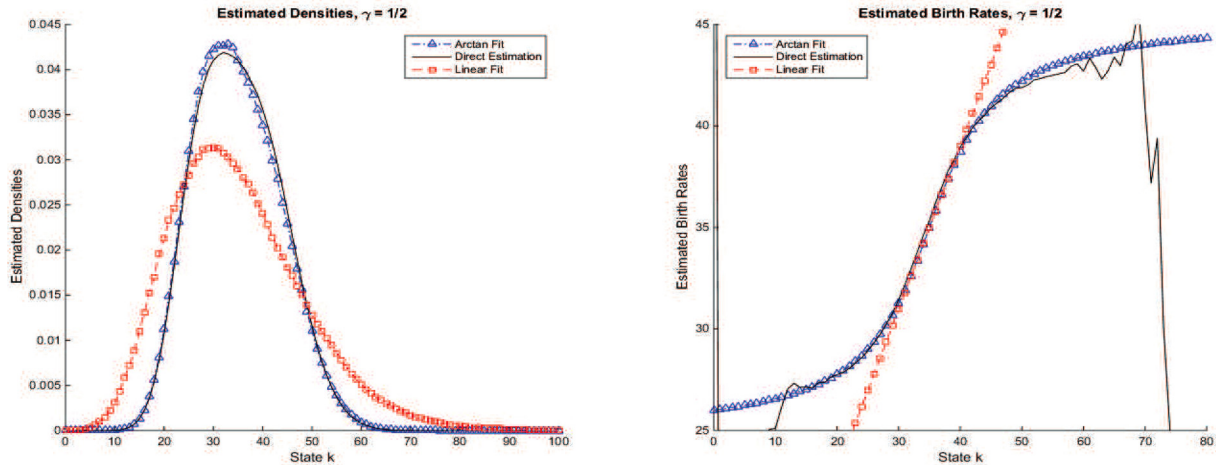 Estimated Densities, γ = 1/2
0.045
0.04
0.035
0.03
0.025
0.02
0.015
0.01
0.005
0
Estimated Densities
Arctan Fit
Direct Estimation
Linear Fit
0 10 20 30 40 50 60 70 80 90 100
State k
Estimated Birth Rates, γ = 1/2
45
40
35
30
25
Estimated Birth Rates
Arctan Fit
Direct Estimation
Linear Fit
0 10 20 30 40 50 60 70 80
State k